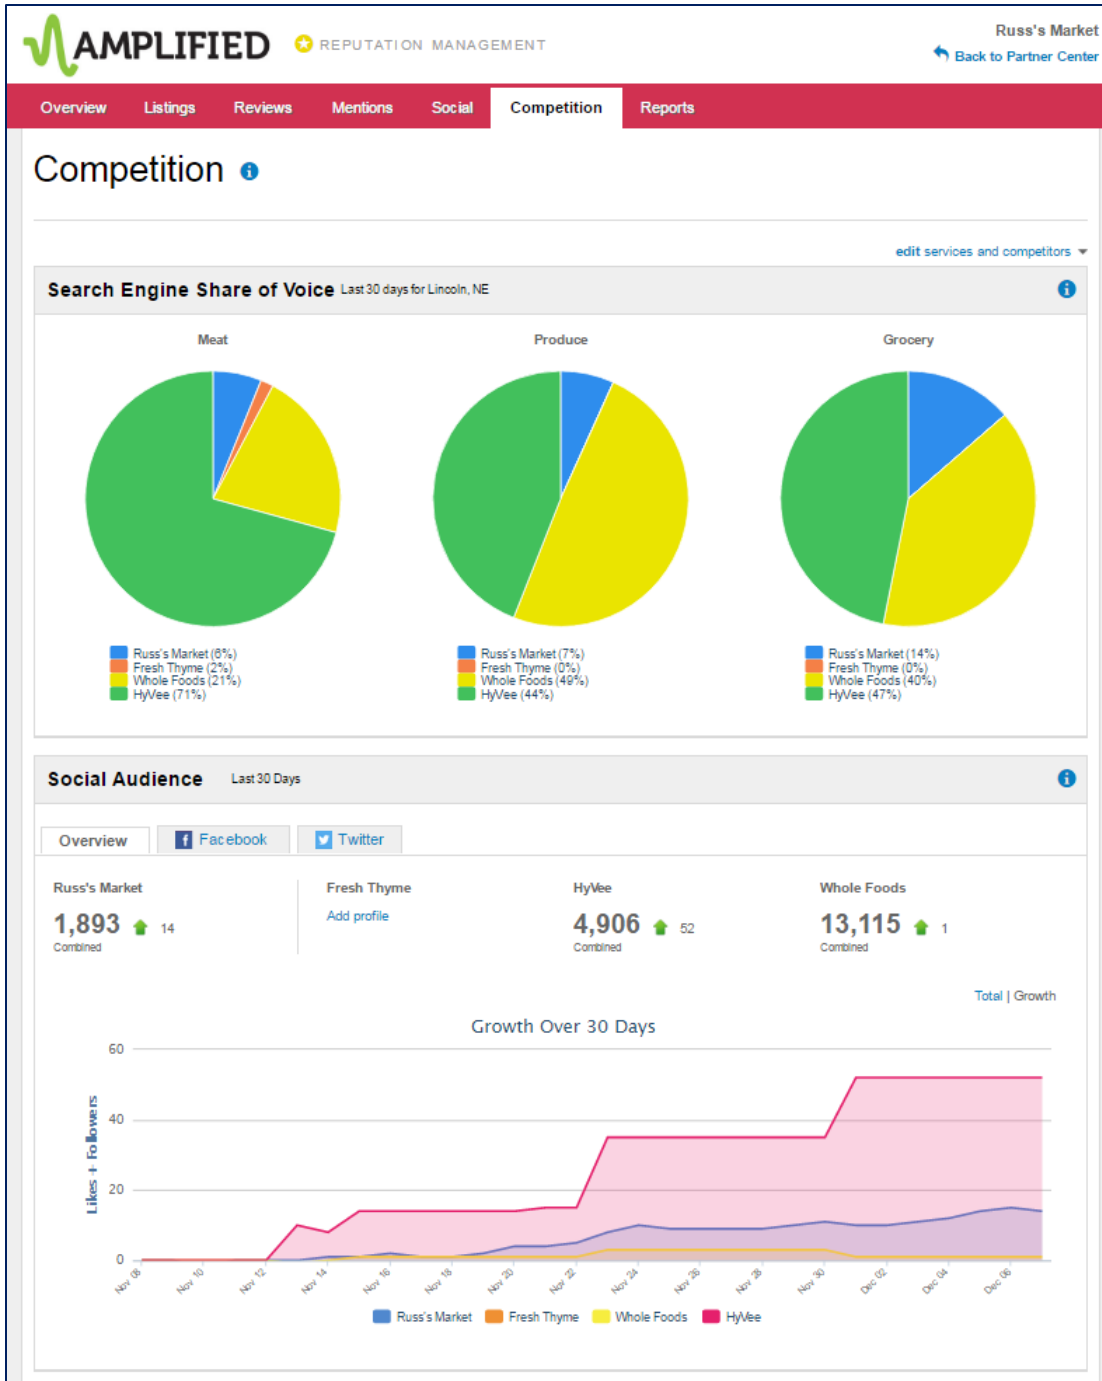 AMPLIFIED REPUTATION MANAGEMENT
Russ's Market
Back to Partner Center
Overview Listings Reviews Mentions Social Competition Reports
Competition
edit services and competitors
Search Engine Share of Voice Last 30 days for Lincoln, NE
Meat Produce Grocery
Russ's Market (6%)
Fresh Thyme (2%)
Whole Foods (21%)
HyVee (71%)
Russ's Market (7%)
Fresh Thyme (0%)
Whole Foods (49%)
HyVee (44%)
Russ's Market (14%)
Fresh Thyme (0%)
Whole Foods (40%)
HyVee (47%)
Social Audience Last 30 Days
Overview Facebook Twitter
Russ's Market
1,893 14
Combined
Fresh Thyme
Add profile
HyVee
4,906 52
Combined
Whole Foods
13,115 1
Combined
Total | Growth
Growth Over 30 Days
Likes + Followers
60
40
20
0
Nov 08 Nov 10 Nov 12 Nov 14 Nov 16 Nov 18 Nov 20 Nov 22 Nov 24 Nov 26 Nov 28 Nov 30 Dec 02 Dec 04 Dec 06
Russ's Market Fresh Thyme Whole Foods HyVee